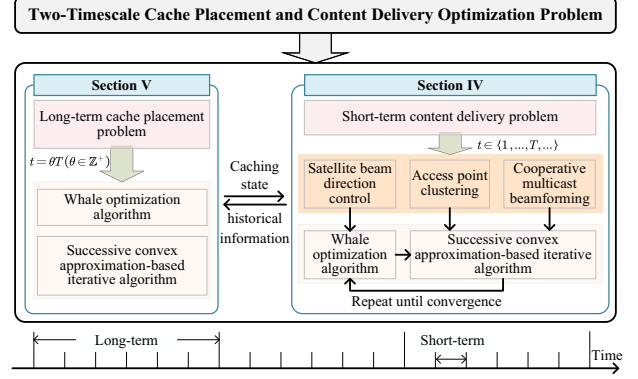 Two-Timescale Cache Placement and Content Delivery Optimization Problem
Section V
Long-term cache placement
problem
t = θT (θ ∈ ℤ⁺)
Whale optimization
algorithm
Successive convex
approximation-based
iterative algorithm
Caching
state
historical
information
Section IV
Short-term content delivery problem
t ∈ {1, ..., T, ...}
Satellite beam
direction
control
Access point
clustering
Cooperative
multicast
beamforming
Whale
optimization
algorithm
Successive convex
approximation-based iterative
algorithm
Repeat until convergence
Long-term
Short-term
Time